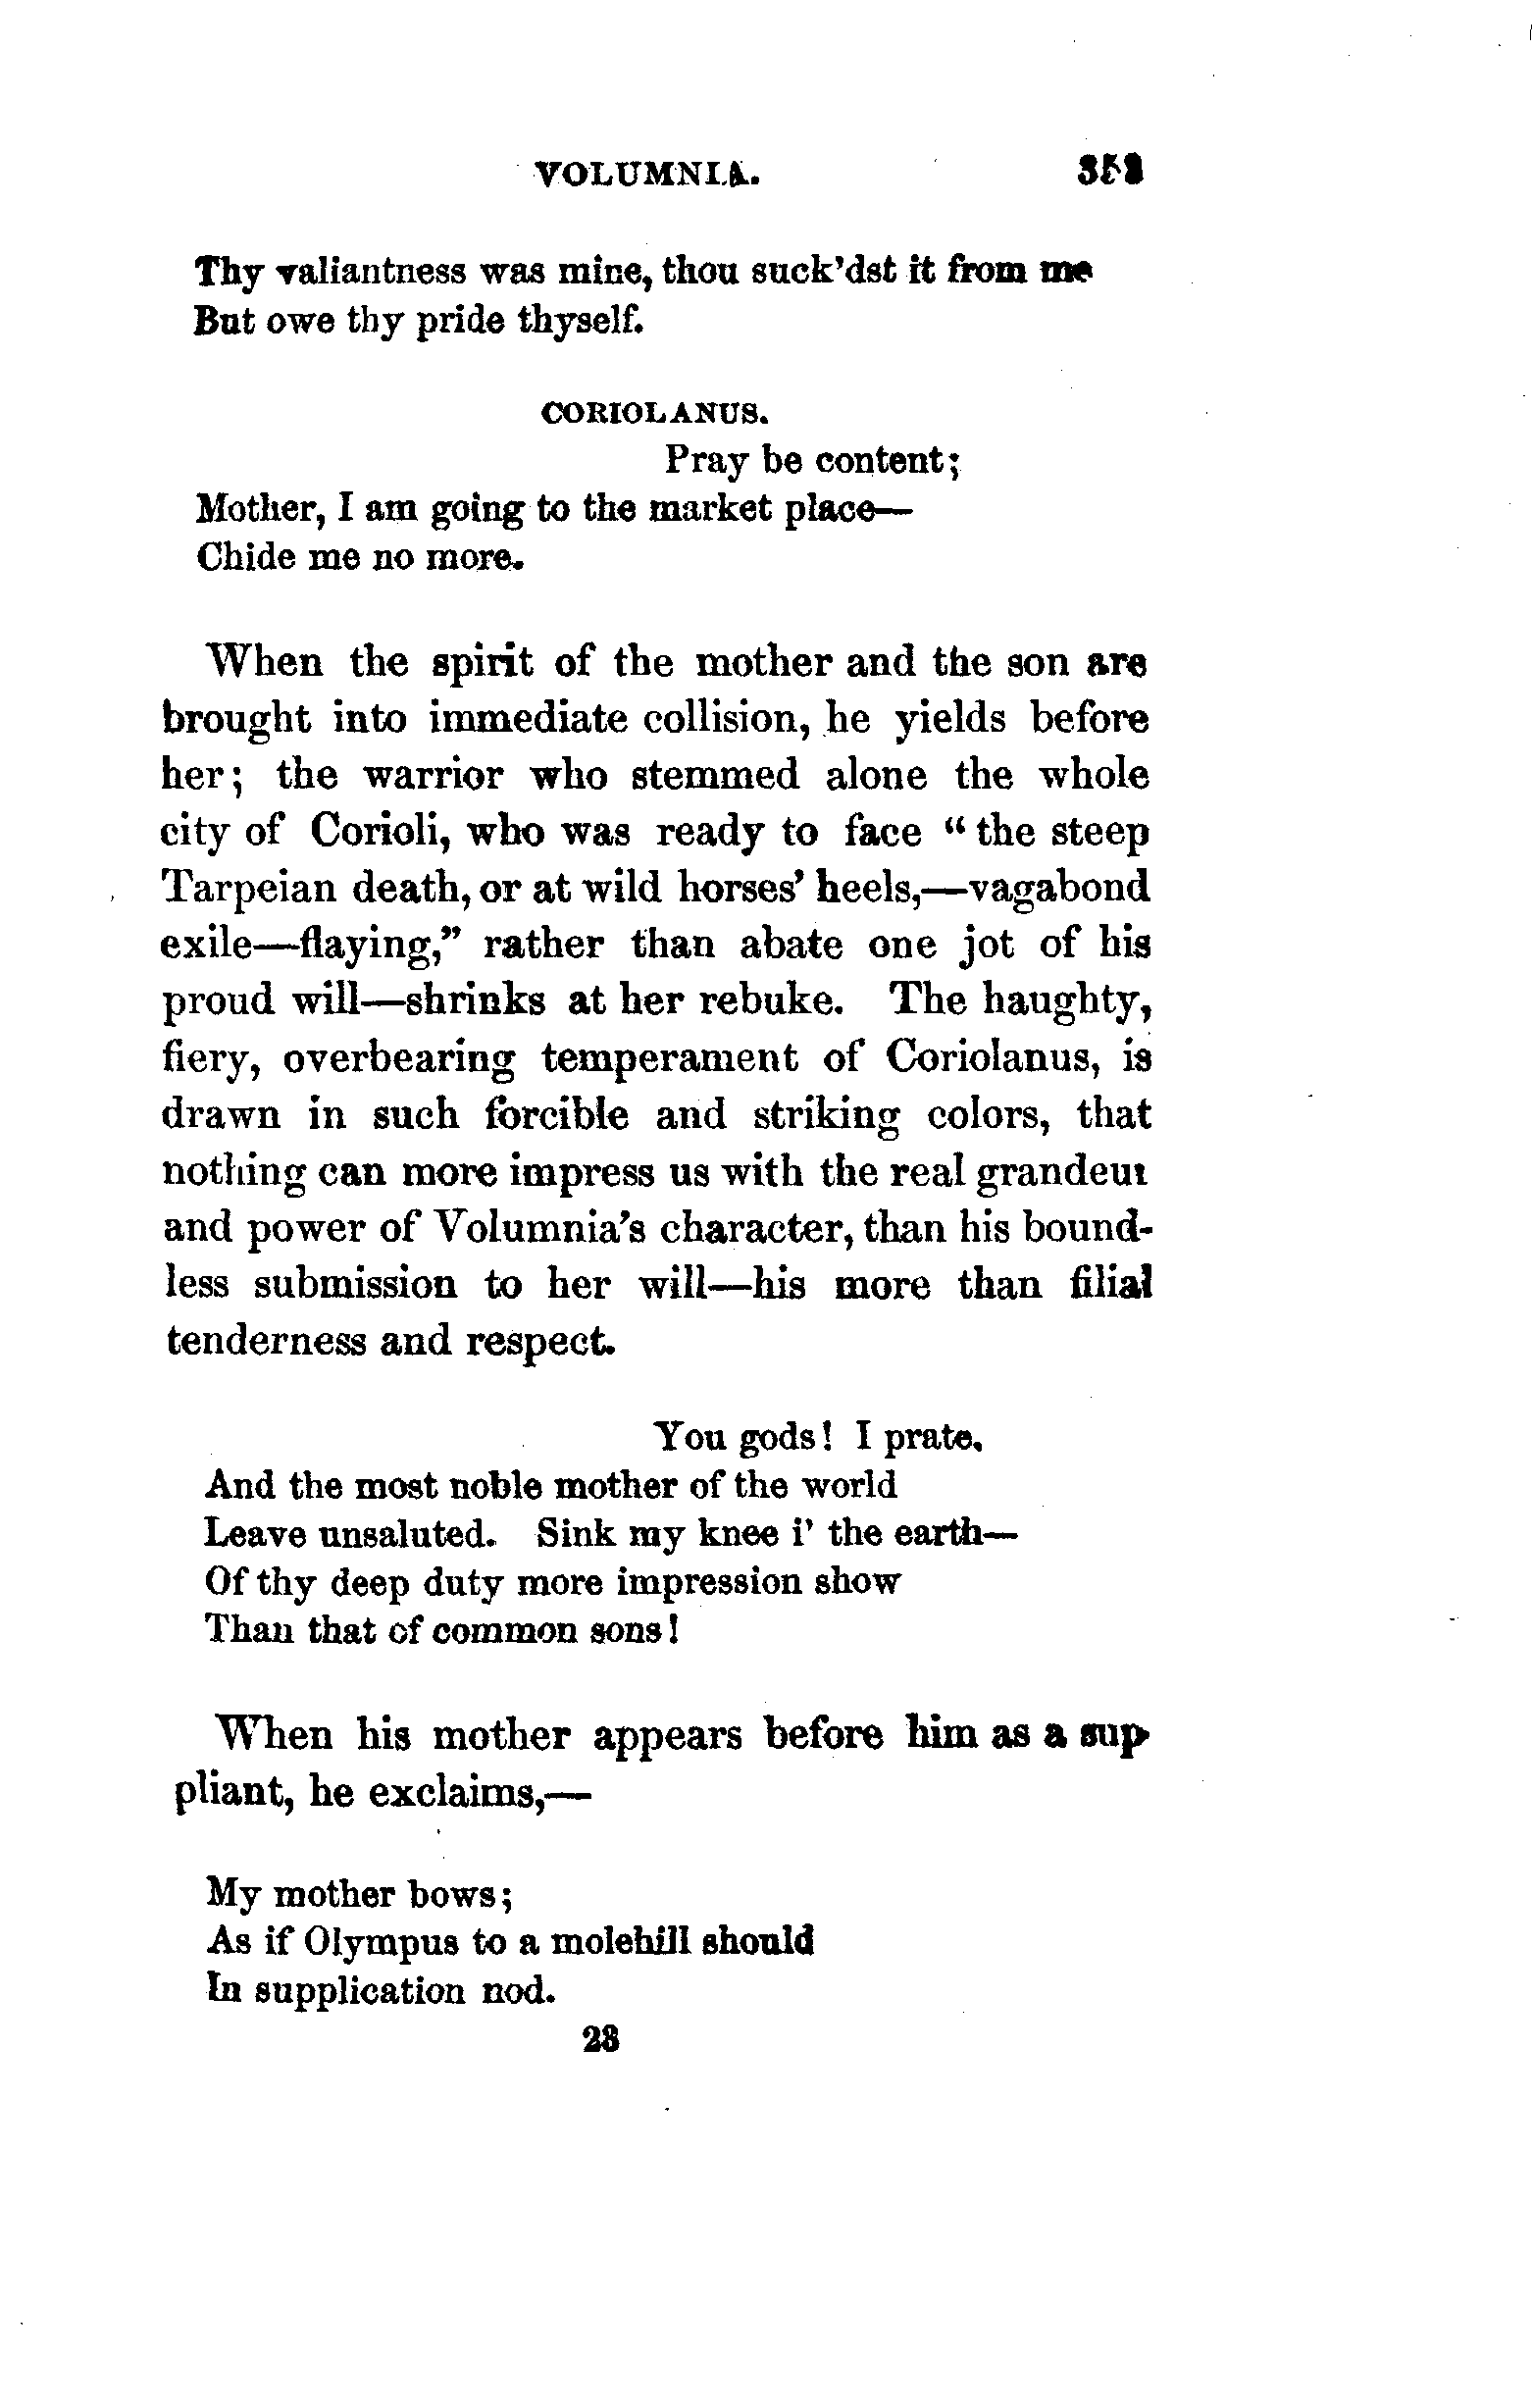 VOLUMNIA.
Thy valiantness was mine, thou suck'dst it from me
But owe thy pride thyself.
CORIOLANUS.
Pray be content;
Mother, I am going to the market place—
Chide me no more.
When the spirit of the mother and the son are
brought into immediate collision, he yields before
her; the warrior who stemmed alone the whole
city of Corioli, who was ready to face “the steep
Tarpeian death, or at wild horses' heels,—vagabond
exile—flaying,” rather than abate one jot of his
proud will—shrinks at her rebuke. The haughty,
fiery, overbearing temperament of Coriolanus, is
drawn in such forcible and striking colors, that
nothing can more impress us with the real grandeur
and power of Volumnia's character, than his bound-
less submission to her will—his more than filial
tenderness and respect.
You gods! I prate,
And the most noble mother of the world
Leave unsaluted. Sink my knee i' the earth—
Of thy deep duty more impression show
Than that of common sons!
When his mother appears before him as a sup-
pliant, he exclaims,—
My mother bows;
As if Olympus to a molehill should
In supplication nod.
23